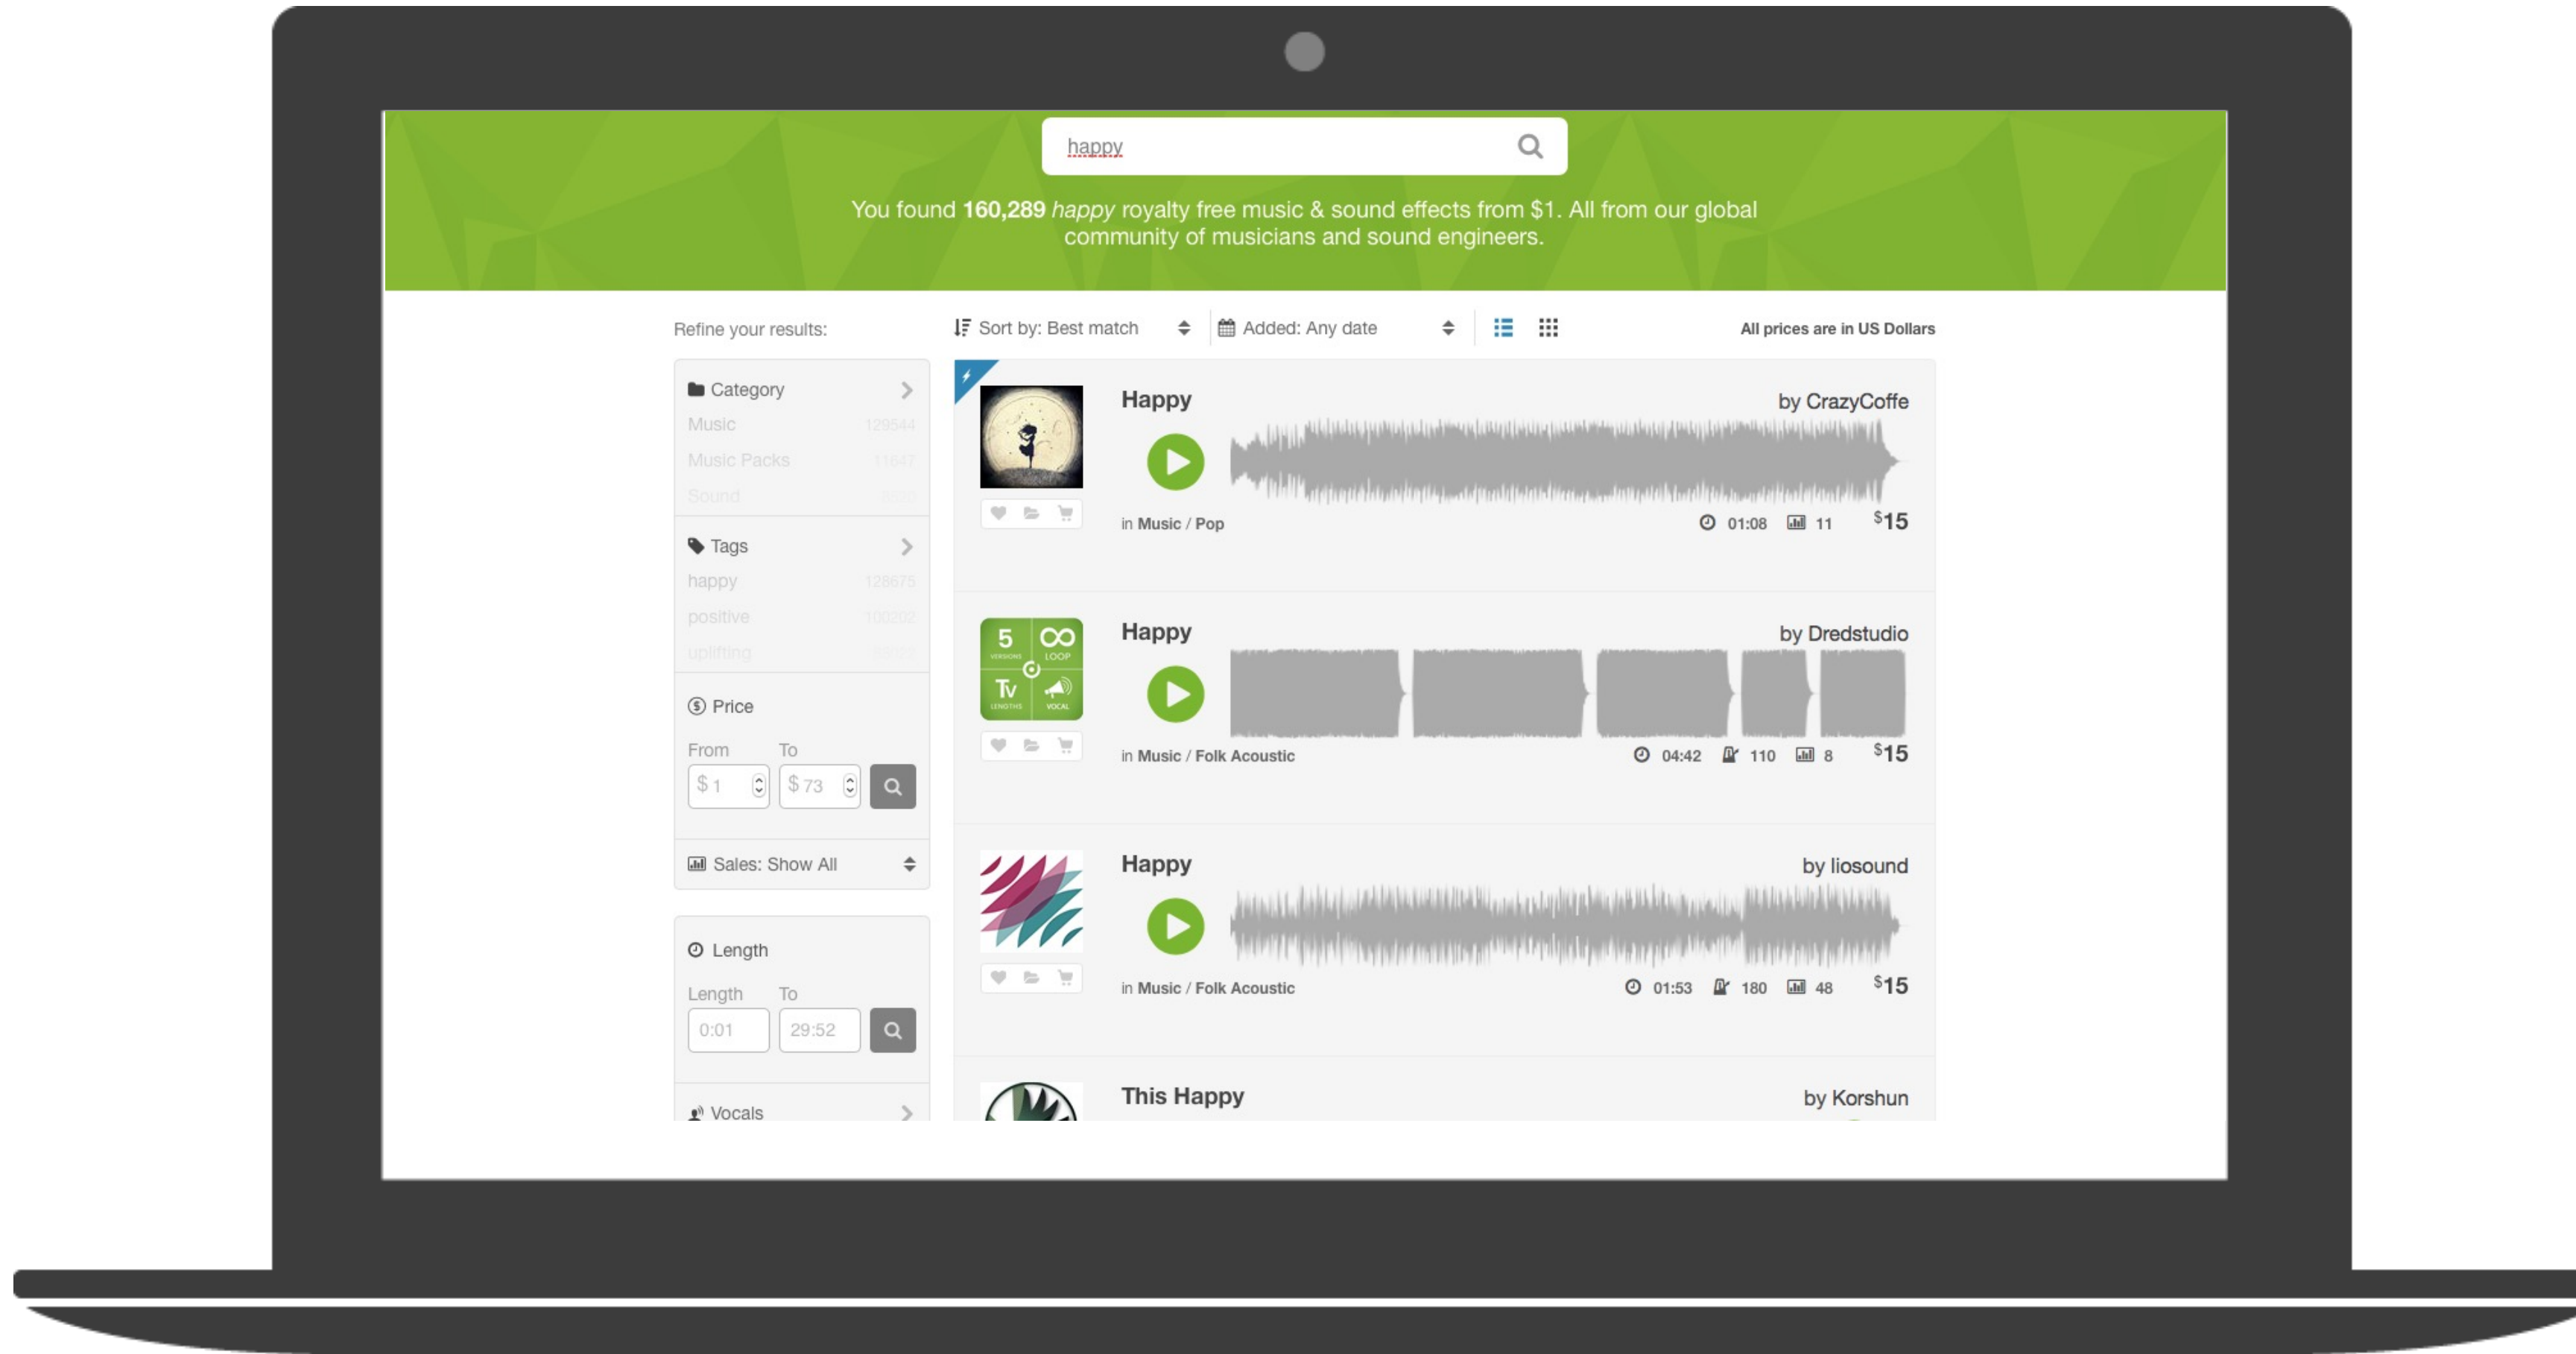 happy
You found 160,289 happy royalty free music & sound effects from $1. All from our global
community of musicians and sound engineers.
Refine your results:
Sort by: Best match
Added: Any date
All prices are in US Dollars
Category
Music 129544
Music Packs 11647
Sound
Tags
happy 128675
positive 100202
uplifting
Price
From To
$ 1 $ 73
Sales: Show All
Length
Length To
0:01 29:52
Vocals
Happy
by CrazyCoffe
in Music / Pop
01:08 11 $15
5 VERSIONS
LOOP
Tv LENGTHS
VOCAL
Happy
by Dredstudio
in Music / Folk Acoustic
04:42 110 8 $15
Happy
by liosound
in Music / Folk Acoustic
01:53 180 48 $15
This Happy
by Korshun